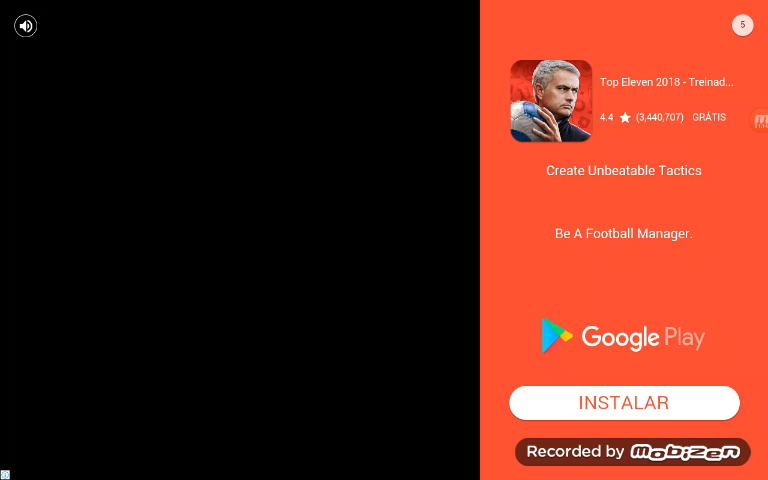 5
Top Eleven 2018 - Treinad...
4.4 ★ (3,440,707) GRÁTIS
Create Unbeatable Tactics
Be A Football Manager.
Google Play
INSTALAR
Recorded by mobizen